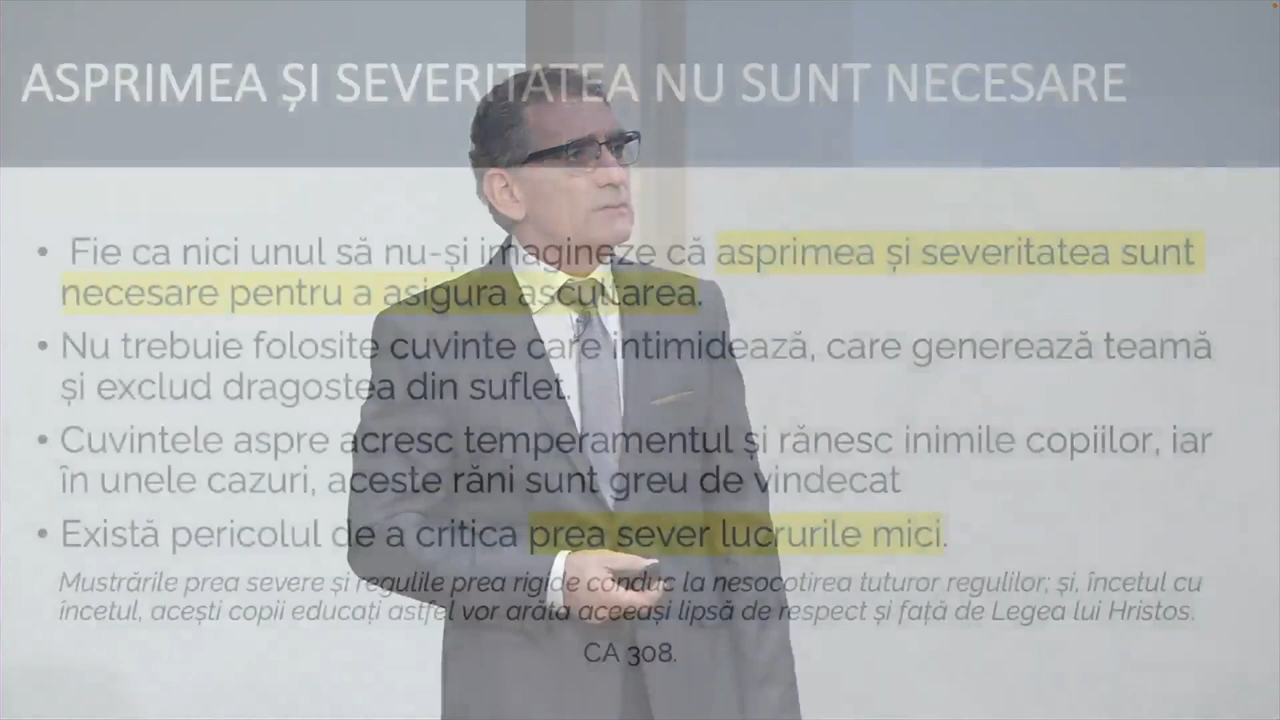 ASPRIMEA ȘI SEVERITATEA NU SUNT NECESARE
• Fie ca nici unul să nu-și imagineze că asprimea și severitatea sunt
necesare pentru a asigura ascultarea.
• Nu trebuie folosite cuvinte care intimidează, care generează teamă
și exclud dragostea din suflet.
• Cuvintele aspre acresc temperamentul și rănesc inimile copiilor, iar
în unele cazuri, aceste răni sunt greu de vindecat
• Există pericolul de a critica prea sever lucrurile mici.
Mustrările prea severe și regulile prea rigide conduc la nesocotirea tuturor regulilor; și, încetul cu
încetul, acești copii educați astfel vor arăta aceeași lipsă de respect și față de Legea lui Hristos.
CA 308.